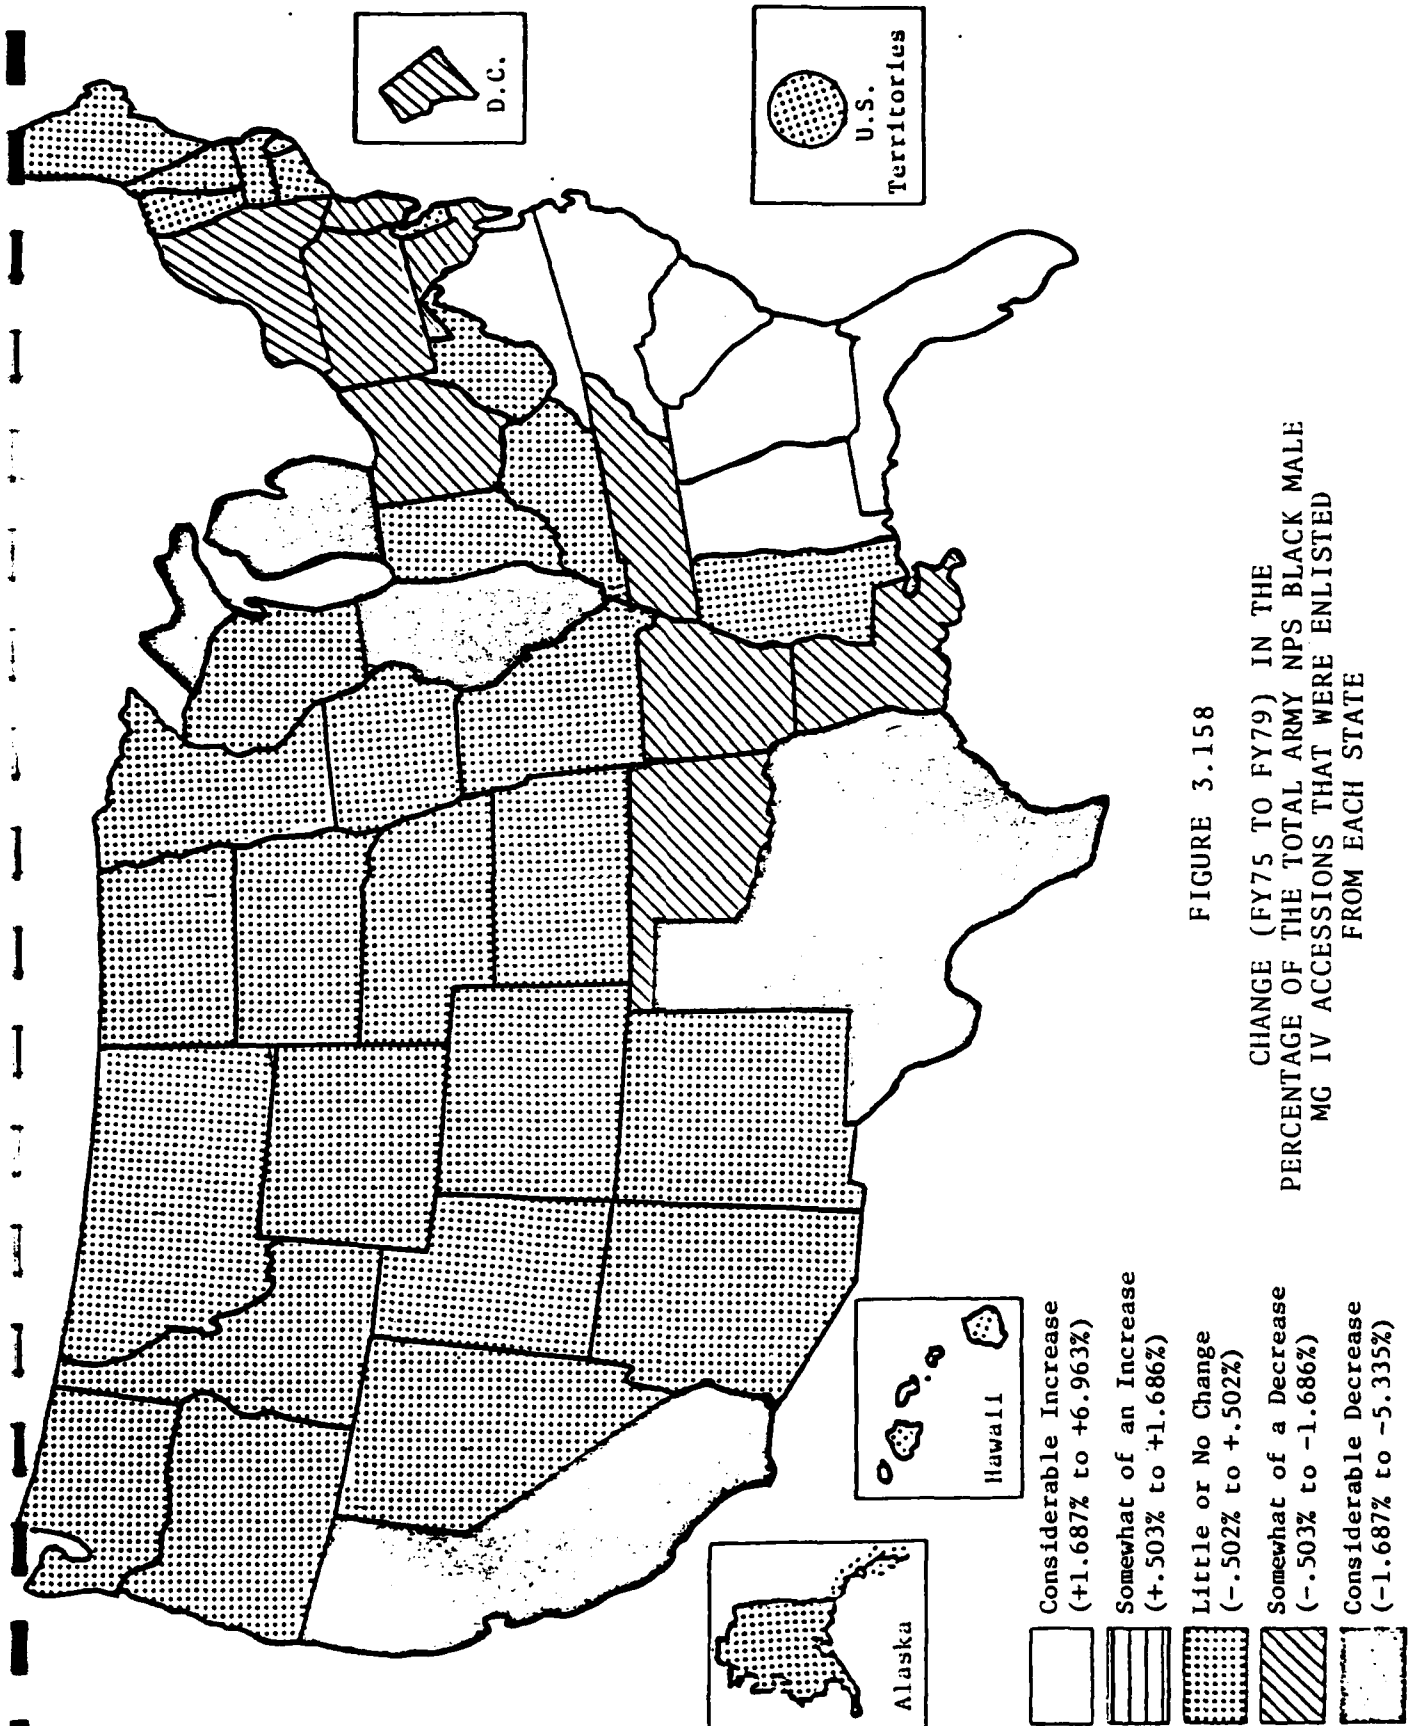 D.C.
U.S.
Territories
Alaska
Hawaii
Considerable Increase
(+1.687% to +6.963%)
Somewhat of an Increase
(+.503% to +1.686%)
Little or No Change
(-.502% to +.502%)
Somewhat of a Decrease
(-.503% to -1.686%)
Considerable Decrease
(-1.687% to -5.335%)
FIGURE 3.158
CHANGE (FY75 TO FY79) IN THE
PERCENTAGE OF THE TOTAL ARMY NPS BLACK MALE
MG IV ACCESSIONS THAT WERE ENLISTED
FROM EACH STATE